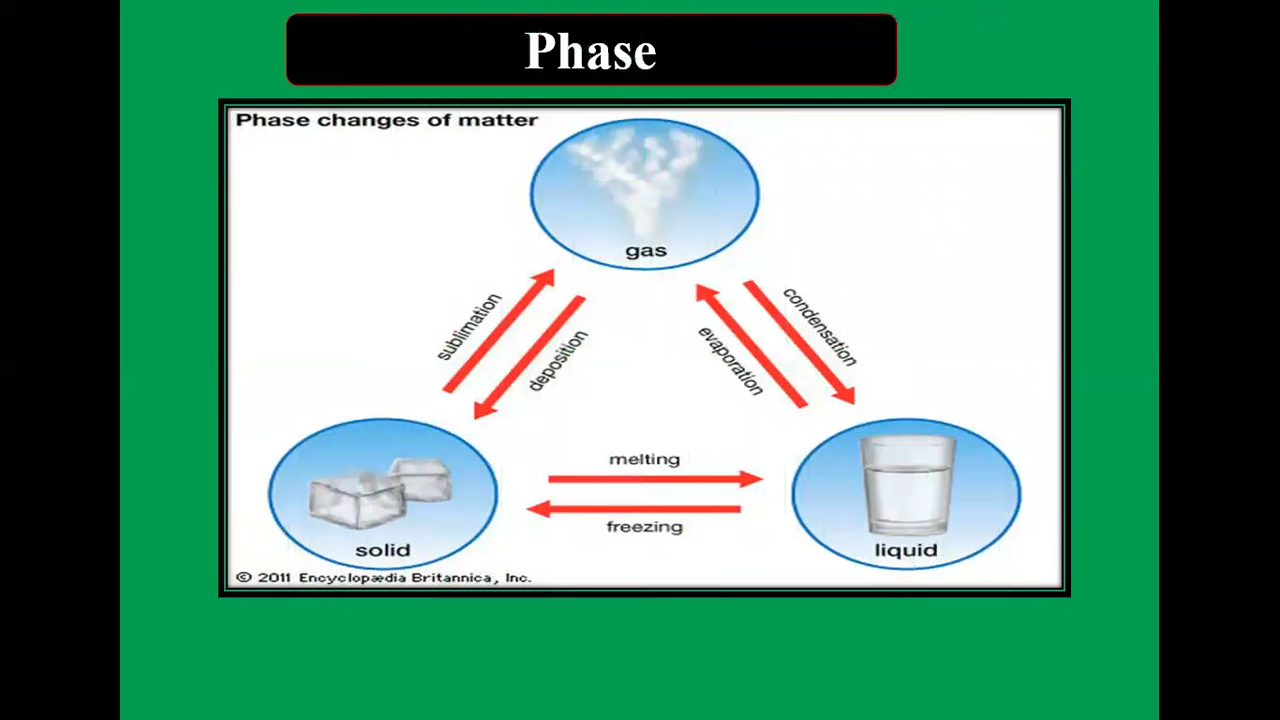 Phase
Phase changes of matter
gas
sublimation
deposition
evaporation
condensation
melting
freezing
solid
liquid
© 2011 Encyclopædia Britannica, Inc.